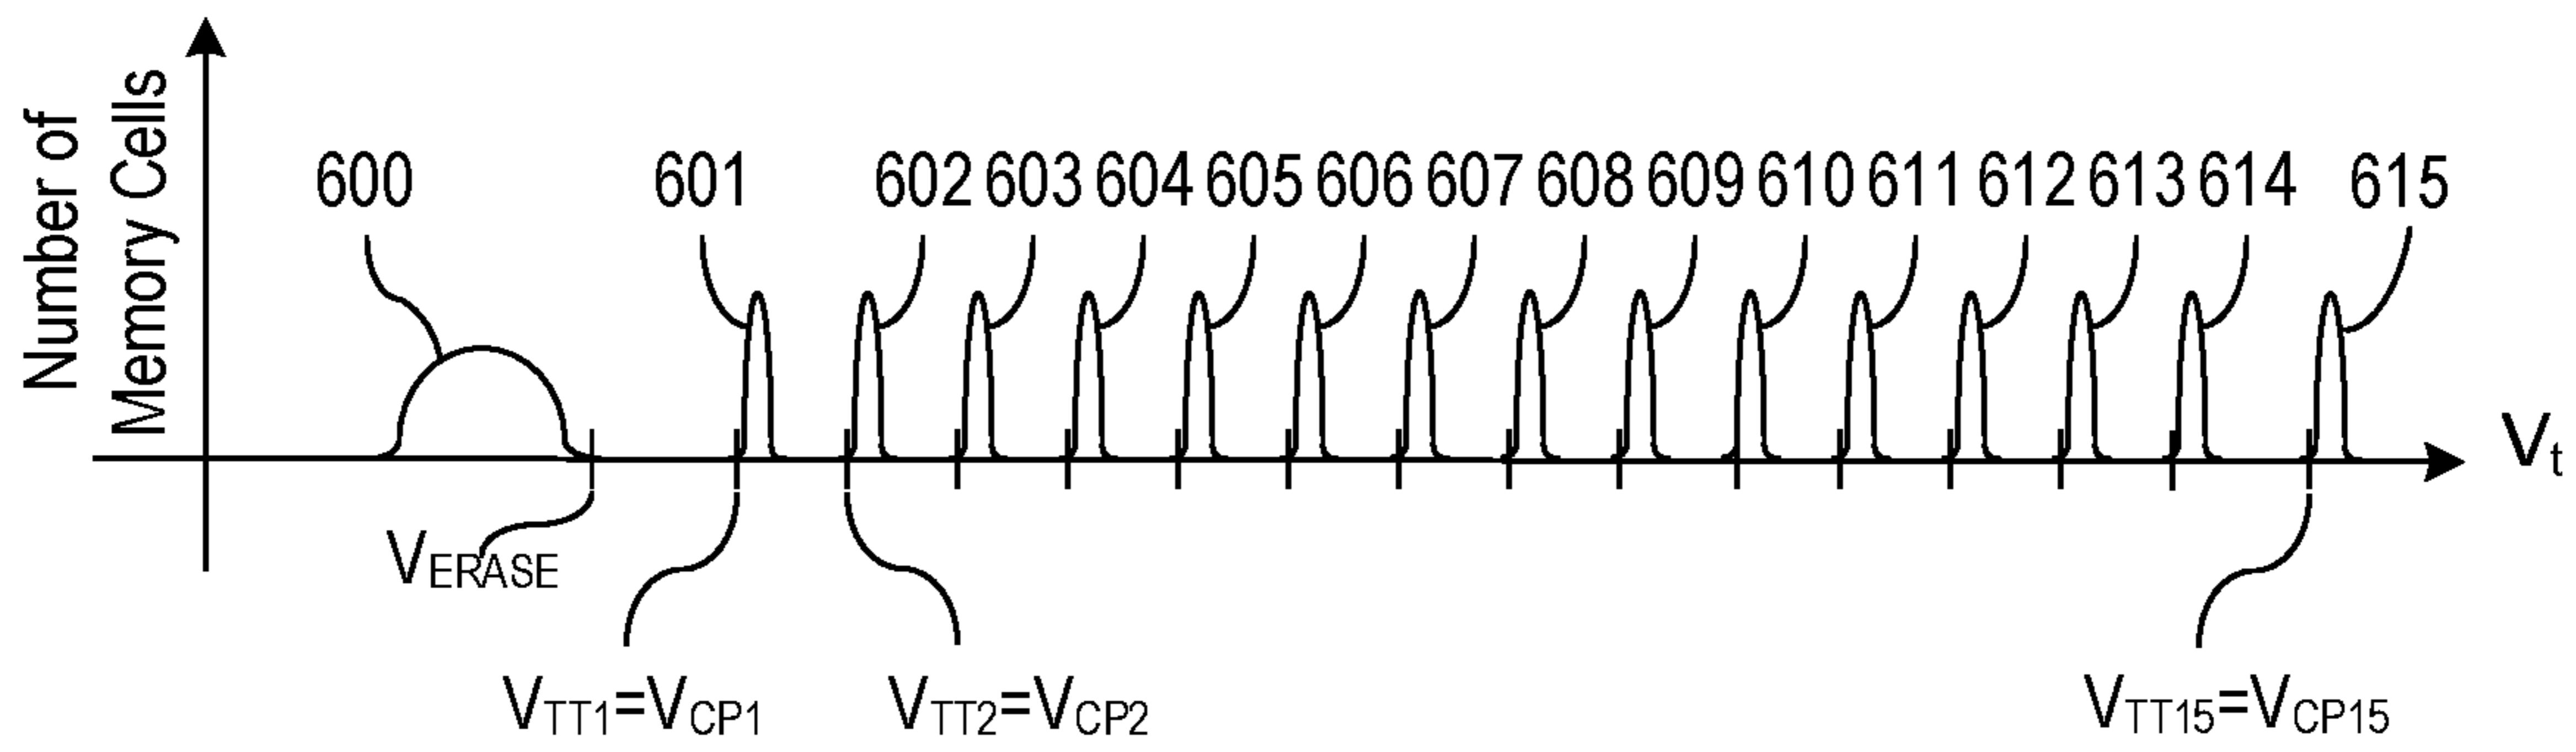 Number of
Memory Cells
600 601 602 603 604 605 606 607 608 609 610 611 612 613 614 615
Vt
VERASE
VTT1=VCP1 VTT2=VCP2 VTT15=VCP15